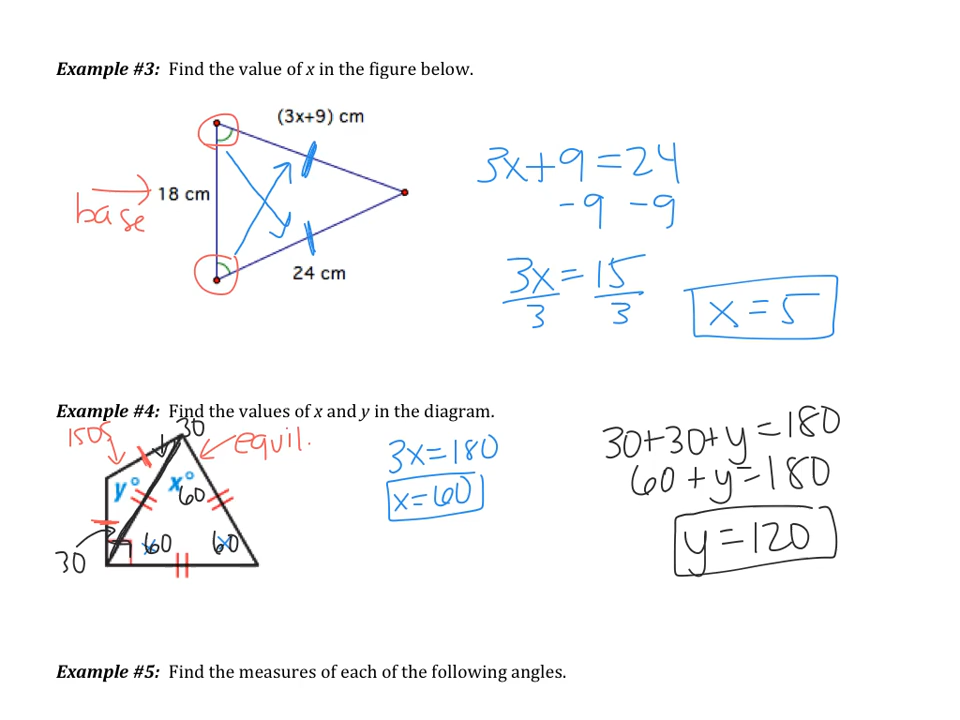 Example #3: Find the value of x in the figure below.
(3x+9) cm
18 cm
24 cm
base
3x+9=24
-9 -9
3x = 15
3 3
x = 5
Example #4: Find the values of x and y in the diagram.
30
150s
equil.
y°
x°
60
60
60
30
3x=180
x=60
30+30+y=180
60+y=180
y=120
Example #5: Find the measures of each of the following angles.